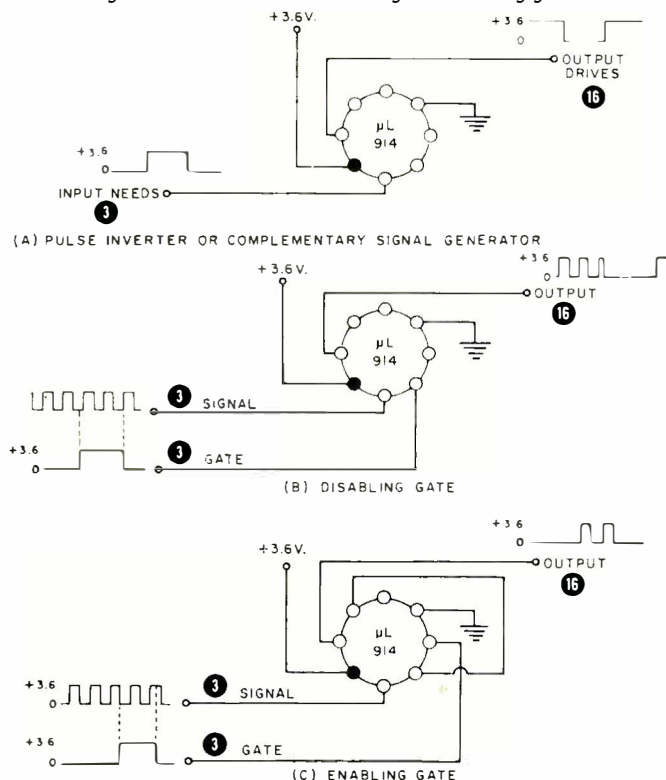 +3.6V.
+3 6
0
OUTPUT
DRIVES
16
µL
914
+3.6
0
INPUT NEEDS
3
(A) PULSE INVERTER OR COMPLEMENTARY SIGNAL GENERATOR
+3.6V.
+3 6
0
OUTPUT
16
µL
914
3 SIGNAL
+3.6
0
3 GATE
(B) DISABLING GATE
+3.6V.
+3 6
0
OUTPUT
16
µL
914
+3.6
0
3 SIGNAL
+3 6
0
3 GATE
(C) ENABLING GATE